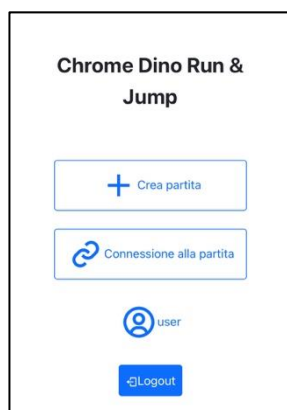 Chrome Dino Run &
Jump
Crea partita
Connessione alla partita
user
Logout